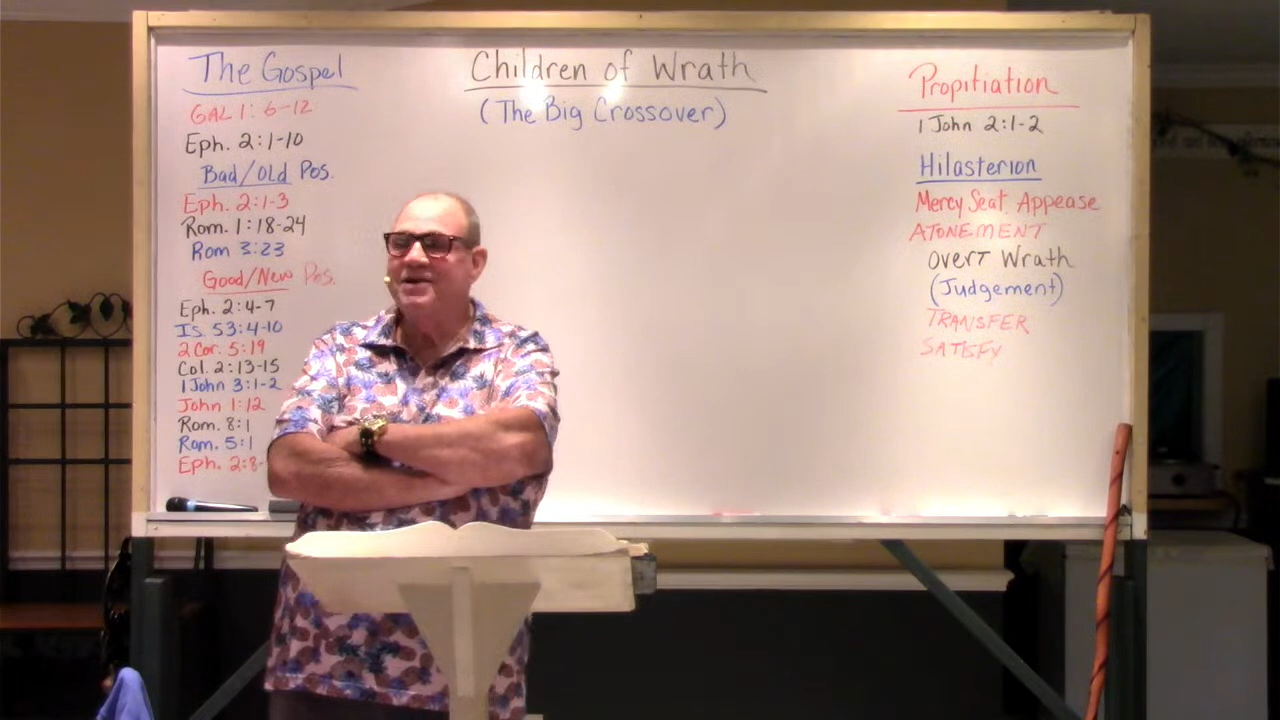 The Gospel
GAL 1: 6-12
Eph. 2:1-10
Bad/Old Pos.
Eph. 2:1-3
Rom. 1:18-24
Rom 3:23
Good/New Pos.
Eph. 2:4-7
Is. 53:4-10
2 Cor. 5:19
Col. 2:13-15
1 John 3:1-2
John 1:12
Rom. 8:1
Rom. 5:1
Eph. 2:8-
Children of Wrath
(The Big Crossover)
Propitiation
1 John 2:1-2
Hilasterion
Mercy Seat Appease
ATONEMENT
OverT Wrath
(Judgement)
TRANSFER
SATISFY